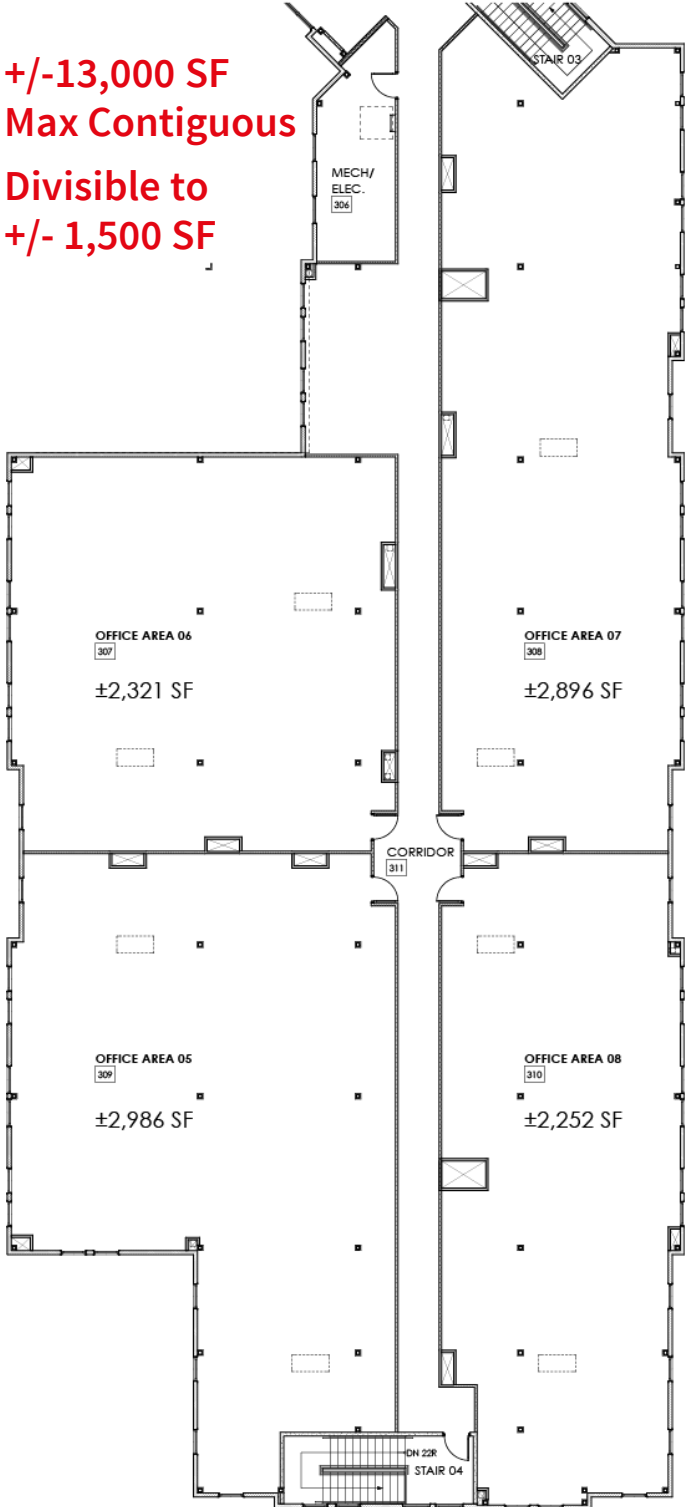 +/-13,000 SF
Max Contiguous
Divisible to
+/- 1,500 SF
STAIR 03
MECH/
ELEC.
306
OFFICE AREA 06
307
±2,321 SF
OFFICE AREA 07
308
±2,896 SF
CORRIDOR
311
OFFICE AREA 05
309
±2,986 SF
OFFICE AREA 08
310
±2,252 SF
DN 22R
STAIR 04